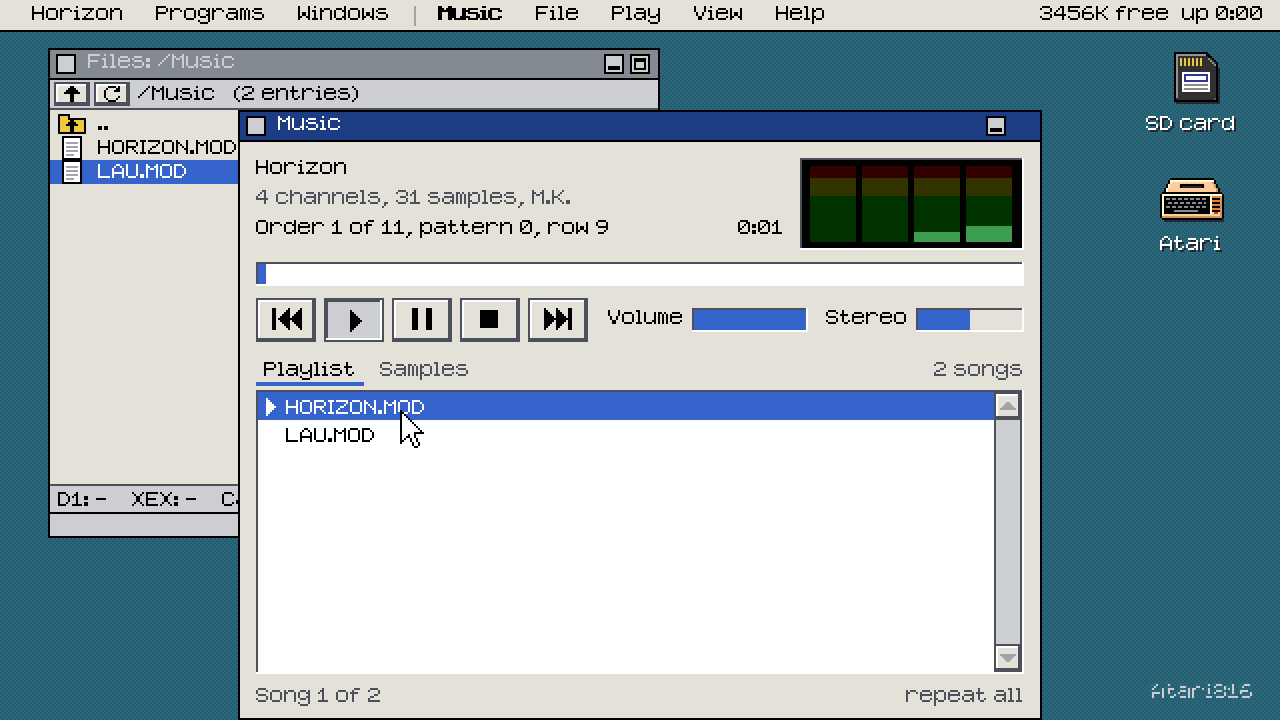 Horizon Programs Windows | Music File Play View Help 3456K free up 0:00
Files: /Music
/Music (2 entries)
..
HORIZON.MOD
LAU.MOD
D1: - XEX: -
Music
Horizon
4 channels, 31 samples, M.K.
Order 1 of 11, pattern 0, row 9 0:01
Volume Stereo
Playlist Samples 2 songs
HORIZON.MOD
LAU.MOD
Song 1 of 2 repeat all
SD card
Atari
Atari816